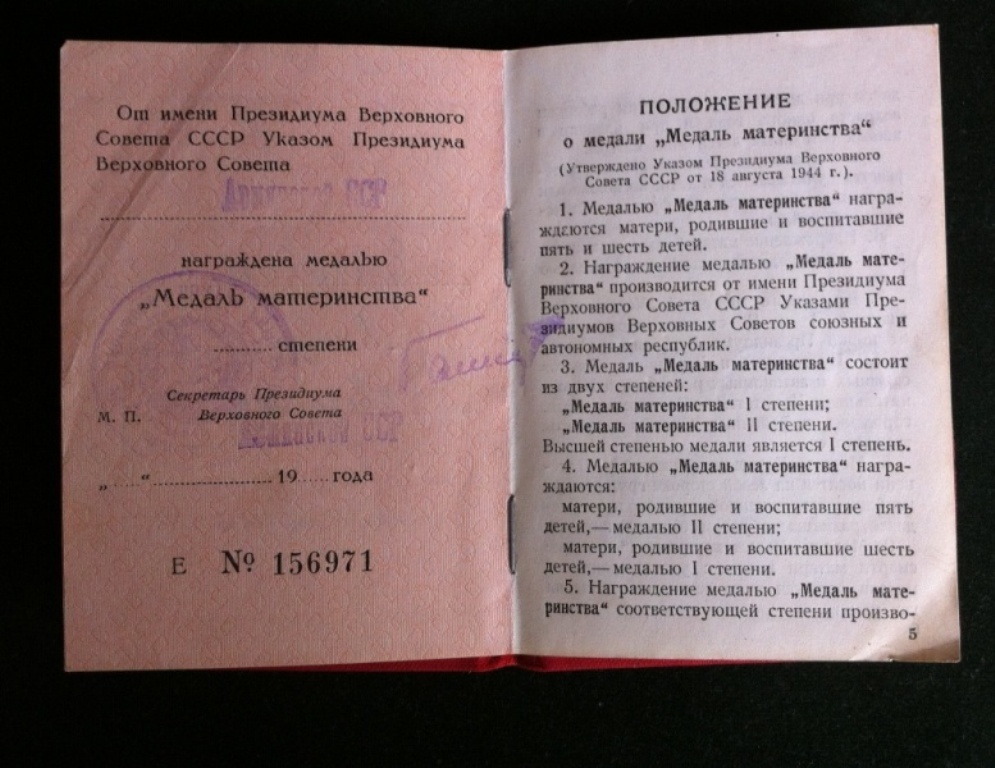 От имени Президиума Верховного
Совета СССР Указом Президиума
Верховного Совета
ССР
награждена медалью
„Медаль материнства“
............ степени
Секретарь Президиума
М. П. Верховного Совета
ССР
„......“ ........................ 19...... года
Е № 156971
ПОЛОЖЕНИЕ
о медали „Медаль материнства“
(Утверждено Указом Президиума Верховного
Совета СССР от 18 августа 1944 г.).
1. Медалью „Медаль материнства“ награ-
ждаются матери, родившие и воспитавшие
пять и шесть детей.
2. Награждение медалью „Медаль мате-
ринства“ производится от имени Президиума
Верховного Совета СССР Указами Пре-
зидиумов Верховных Советов союзных и
автономных республик.
3. Медаль „Медаль материнства“ состоит
из двух степеней:
„Медаль материнства“ I степени;
„Медаль материнства“ II степени.
Высшей степенью медали является I степень.
4. Медалью „Медаль материнства“ награ-
ждаются:
матери, родившие и воспитавшие пять
детей,—медалью II степени;
матери, родившие и воспитавшие шесть
детей,—медалью I степени.
5. Награждение медалью „Медаль мате-
ринства“ соответствующей степени произво-
5